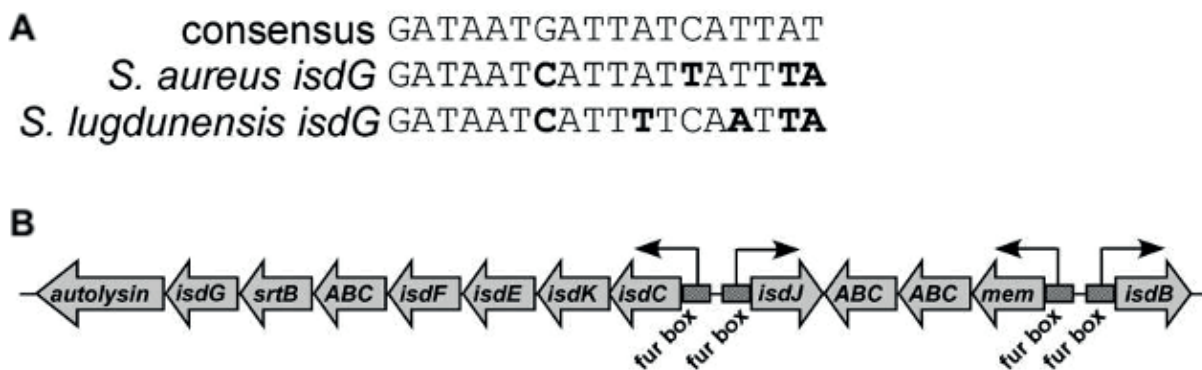 A
consensus GATAATGATTATCATTAT
S. aureus isdG GATAATCATTATTATTTA
S. lugdunensis isdG GATAATCATTTTCAATTA
B
autolysin isdG srtB ABC isdF isdE isdK isdC isdJ ABC ABC mem isdB
fur box fur box fur box fur box